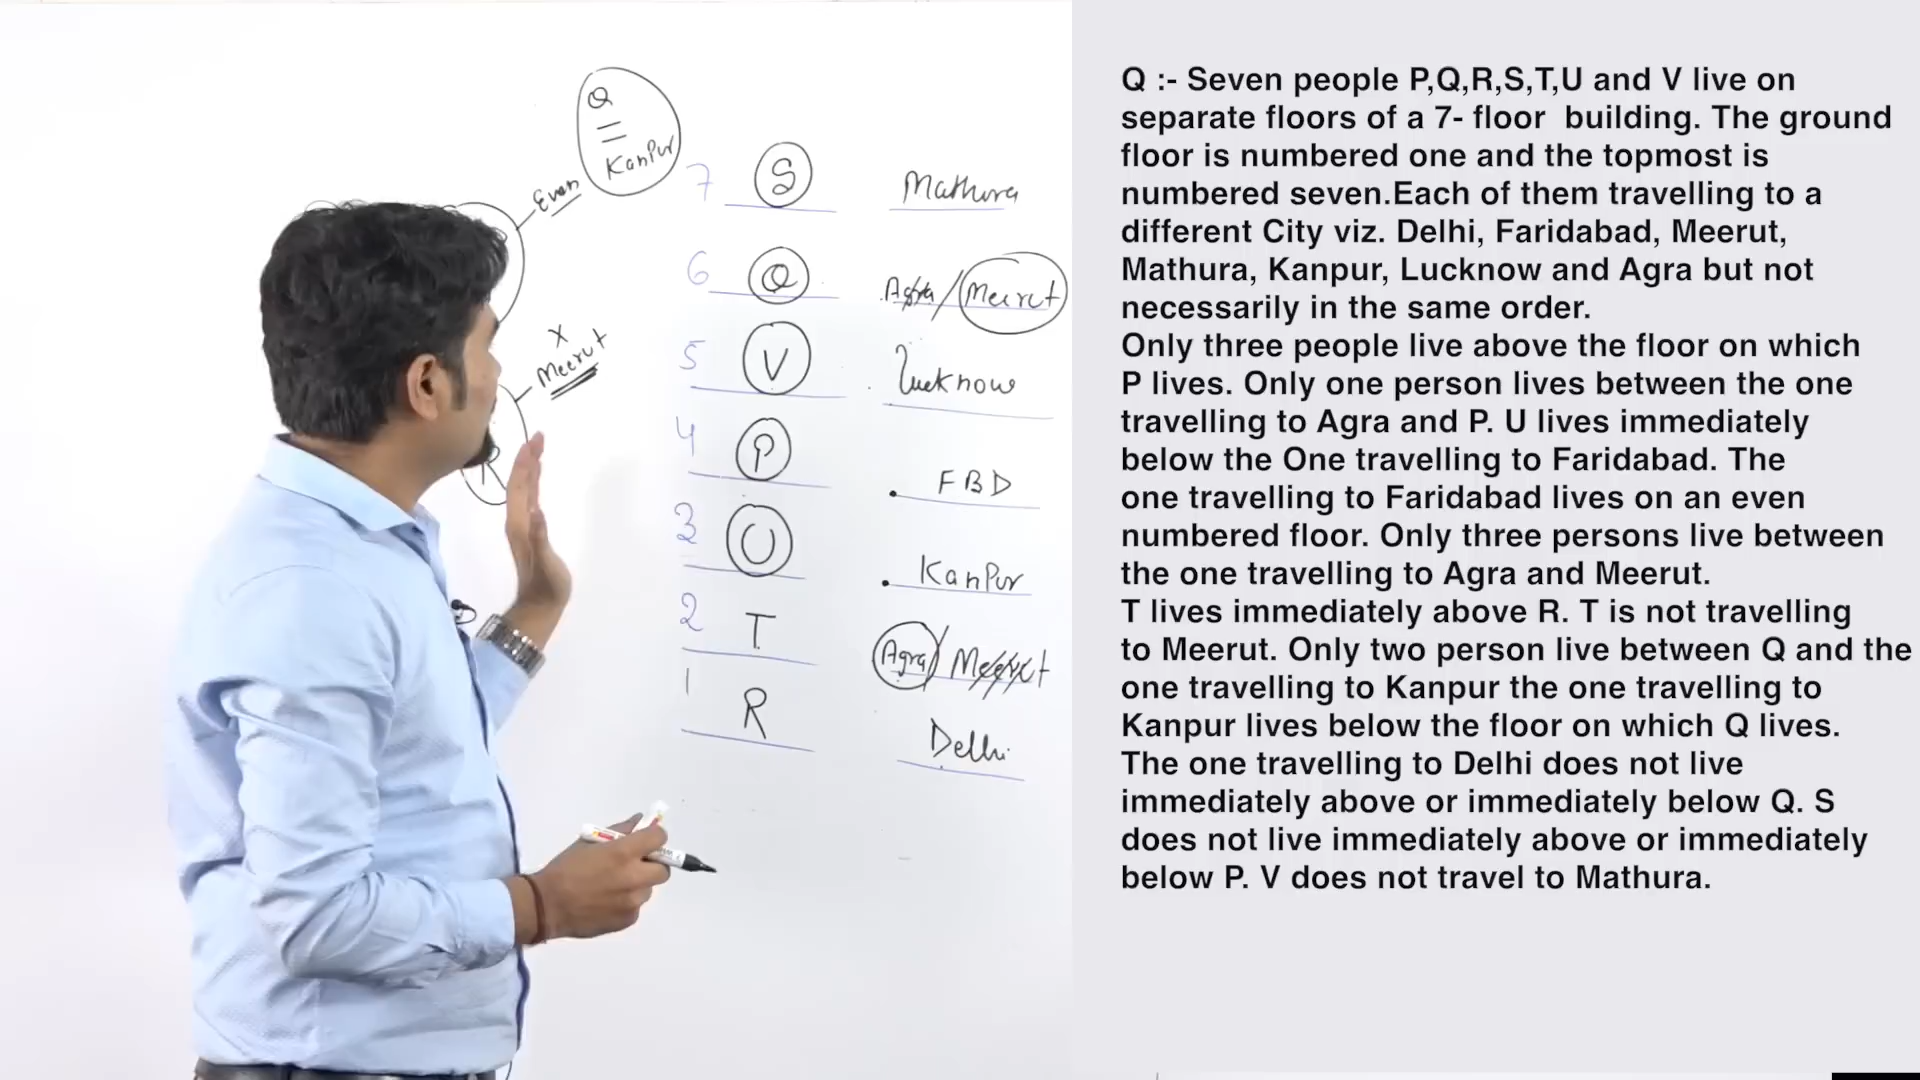 Q
=
KanPur
Even
X
Meerut
7 S Mathura
6 Q Agra/Meerut
5 V Lucknow
4 P FBD
3 U KanPur
2 T Agra/Meerut
1 R Delhi
Q :- Seven people P,Q,R,S,T,U and V live on
separate floors of a 7- floor building. The ground
floor is numbered one and the topmost is
numbered seven.Each of them travelling to a
different City viz. Delhi, Faridabad, Meerut,
Mathura, Kanpur, Lucknow and Agra but not
necessarily in the same order.
Only three people live above the floor on which
P lives. Only one person lives between the one
travelling to Agra and P. U lives immediately
below the One travelling to Faridabad. The
one travelling to Faridabad lives on an even
numbered floor. Only three persons live between
the one travelling to Agra and Meerut.
T lives immediately above R. T is not travelling
to Meerut. Only two person live between Q and the
one travelling to Kanpur the one travelling to
Kanpur lives below the floor on which Q lives.
The one travelling to Delhi does not live
immediately above or immediately below Q. S
does not live immediately above or immediately
below P. V does not travel to Mathura.